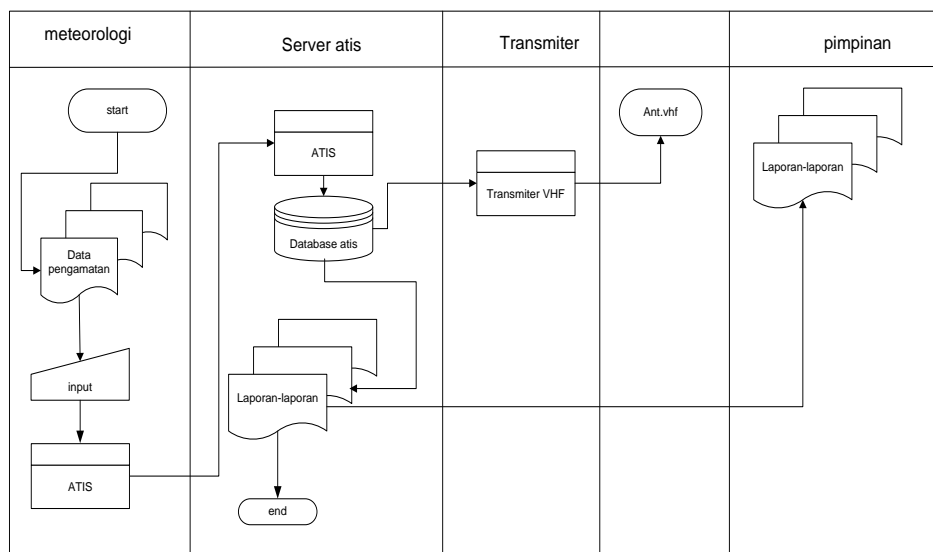 meteorologi
Server atis
Transmiter
pimpinan
start
Data
pengamatan
input
ATIS
ATIS
Database atis
Laporan-laporan
end
Transmiter VHF
Ant.vhf
Laporan-laporan